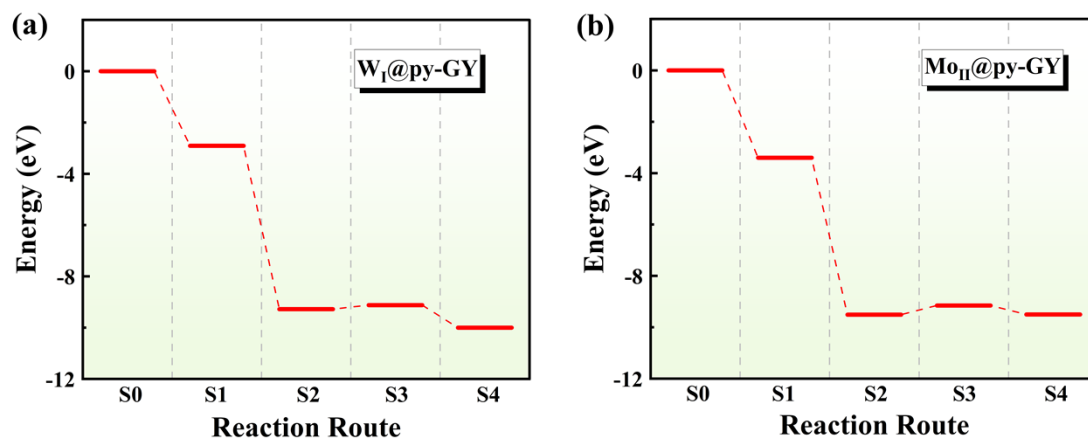 (a)
W_I@py-GY
Energy (eV)
0
-4
-8
-12
S0 S1 S2 S3 S4
Reaction Route
(b)
Mo_II@py-GY
Energy (eV)
0
-4
-8
-12
S0 S1 S2 S3 S4
Reaction Route